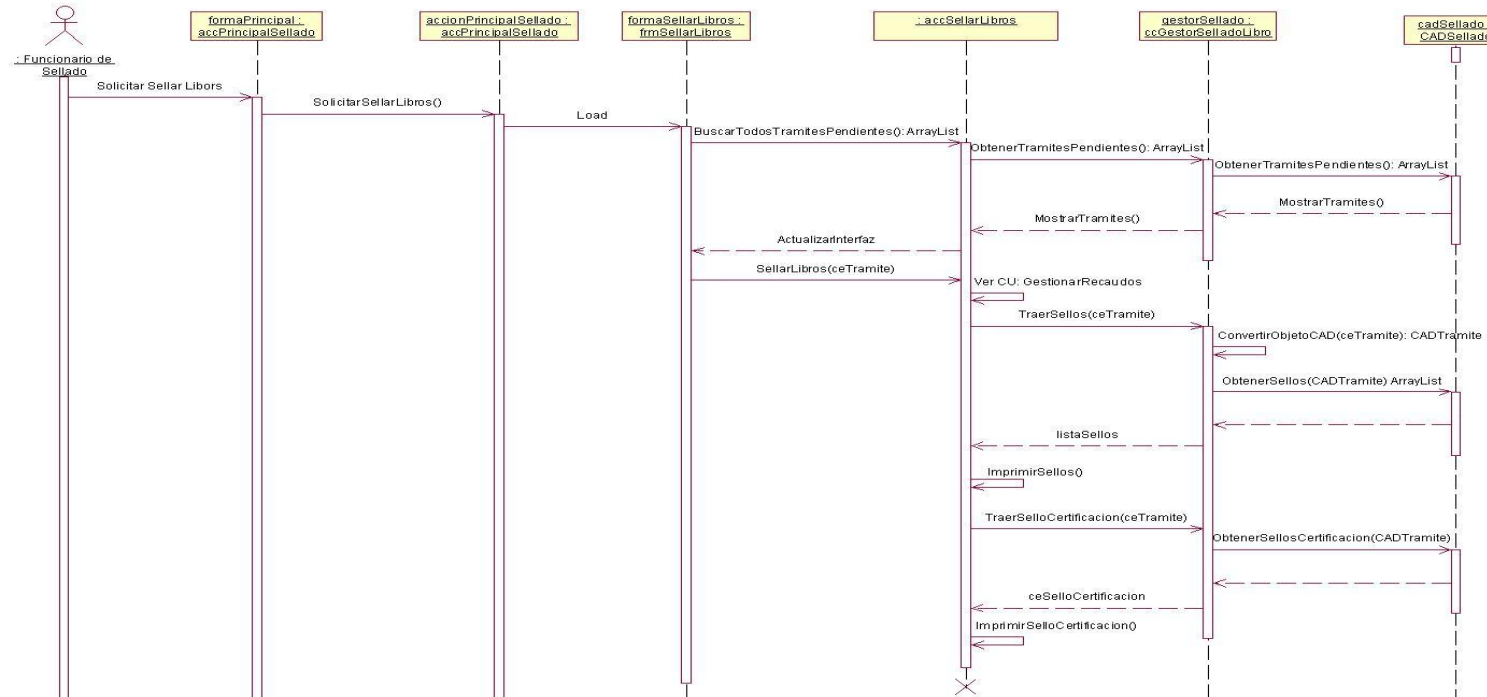 : Funcionario de
Sellado
formaPrincipal :
accPrincipalSellado
accionPrincipalSellado :
accPrincipalSellado
formaSellarLibros :
frmSellarLibros
: accSellarLibros
gestorSellado :
ccGestorSelladoLibro
cadSellado
CADSellado
Solicitar Sellar Libors
SolicitarSellarLibros()
Load
BuscarTodosTramitesPendientes(): ArrayList
ObtenerTramitesPendientes(): ArrayList
ObtenerTramitesPendientes(): ArrayList
MostrarTramites()
MostrarTramites()
ActualizarInterfaz
SellarLibros(ceTramite)
Ver CU: GestionarRecaudos
TraerSellos(ceTramite)
ConvertirObjetoCAD(ceTramite): CADTramite
ObtenerSellos(CADTramite) ArrayList
listaSellos
ImprimirSellos()
TraerSelloCertificacion(ceTramite)
ObtenerSellosCertificacion(CADTramite)
ceSelloCertificacion
ImprimirSelloCertificacion()